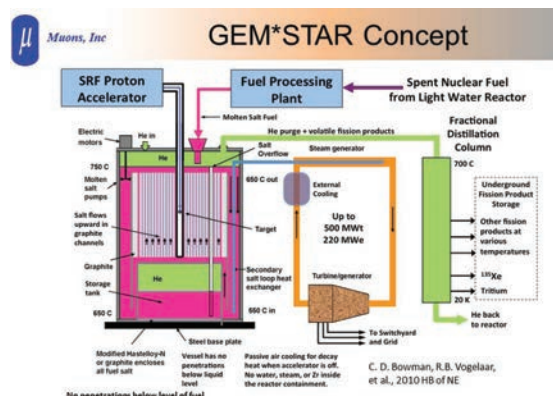 μ
Muons, Inc
GEM*STAR Concept
SRF Proton
Accelerator
Fuel Processing
Plant
Spent Nuclear Fuel
from Light Water Reactor
Molten Salt Fuel
Electric
motors
He in
He
He purge + volatile fission products
Salt
Overflow
Steam generator
Fractional
Distillation
Column
750 C
650 C out
700 C
Molten
salt
pumps
External
Cooling
Underground
Fission Product
Storage
Salt flows
upward in
graphite
channels
Target
Up to
500 MWt
220 MWe
Other fission
products at
various
temperatures
Graphite
He
Secondary
salt loop heat
exchanger
Turbine/generator
135Xe
Storage
tank
Tritium
650 C
550 C in
20 K
He back
to reactor
To Switchyard
and Grid
Steel base plate
Modified Hastelloy-N
or graphite encloses
all fuel salt
Vessel has no
penetrations
below liquid
level
Passive air cooling for decay
heat when accelerator is off.
No water, steam, or Zr inside
the reactor containment.
C. D. Bowman, R.B. Vogelaar,
et al., 2010 HB of NE
No penetrations below level of fuel